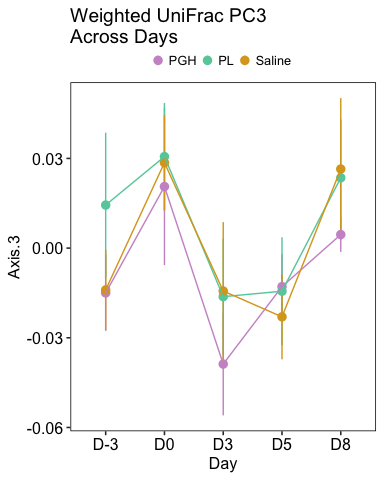 Weighted UniFrac PC3
Across Days
PGH PL Saline
0.03
0.00
-0.03
-0.06
Axis.3
D-3 D0 D3 D5 D8
Day